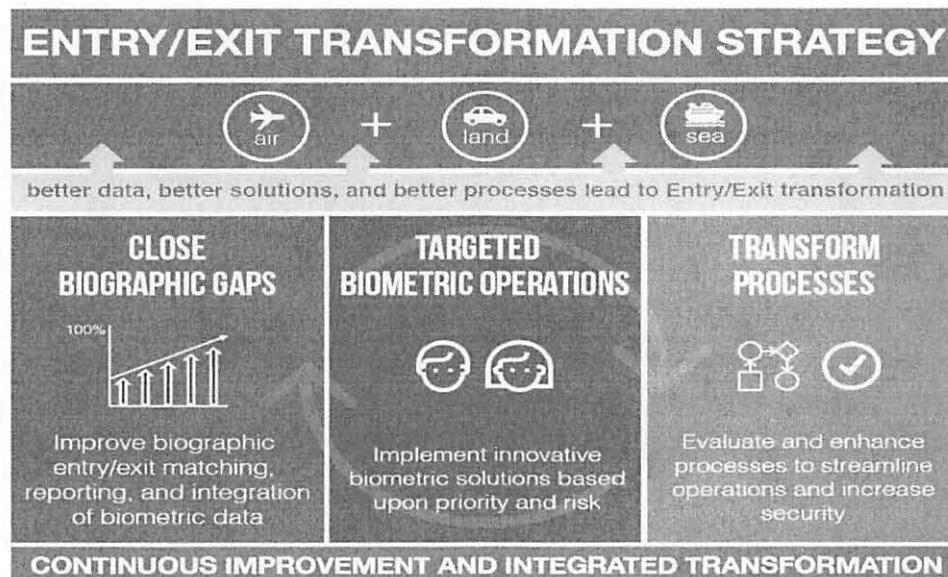 ENTRY/EXIT TRANSFORMATION STRATEGY
air + land + sea
better data, better solutions, and better processes lead to Entry/Exit transformation
CLOSE
BIOGRAPHIC GAPS
100%
Improve biographic
entry/exit matching,
reporting, and integration
of biometric data
TARGETED
BIOMETRIC OPERATIONS
Implement innovative
biometric solutions based
upon priority and risk
TRANSFORM
PROCESSES
Evaluate and enhance
processes to streamline
operations and increase
security
CONTINUOUS IMPROVEMENT AND INTEGRATED TRANSFORMATION